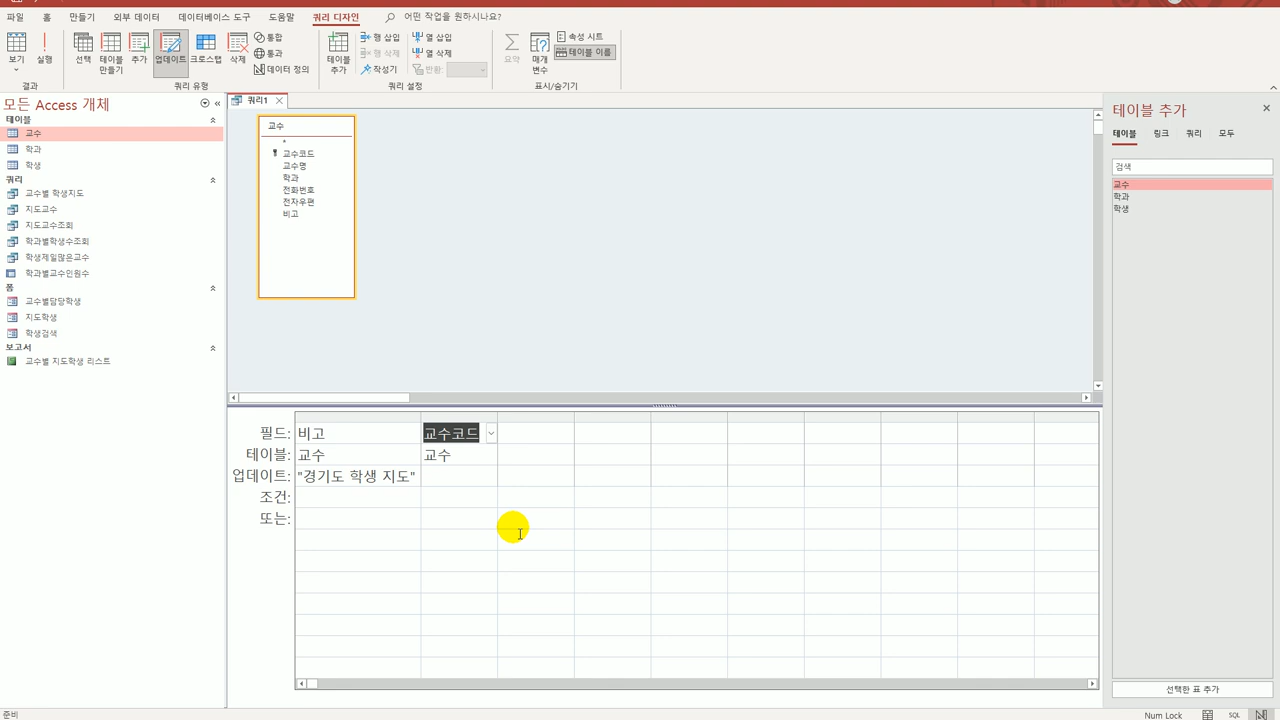 파일 홈 만들기 외부 데이터 데이터베이스 도구 도움말 쿼리 디자인 어떤 작업을 원하시나요?
보기 실행 선택 테이블 만들기 추가 업데이트 크로스탭 삭제 통합 통과 데이터 정의 테이블 추가 행 삽입 행 삭제 작성기 열 삽입 열 삭제 반환: 요약 매개 변수 속성 시트 테이블 이름
결과 쿼리 유형 쿼리 설정 표시/숨기기
모든 Access 개체
테이블
교수
학과
학생
쿼리
교수별 학생지도
지도교수
지도교수조회
학과별학생수조회
학생제일많은교수
학과별교수인원수
폼
교수별담당학생
지도학생
학생검색
보고서
교수별 지도학생 리스트
쿼리1
교수
*
교수코드
교수명
학과
전화번호
전자우편
비고
필드: 비고 교수코드
테이블: 교수 교수
업데이트: "경기도 학생 지도"
조건:
또는:
테이블 추가
테이블 링크 쿼리 모두
검색
교수
학과
학생
선택한 표 추가
준비 Num Lock SQL